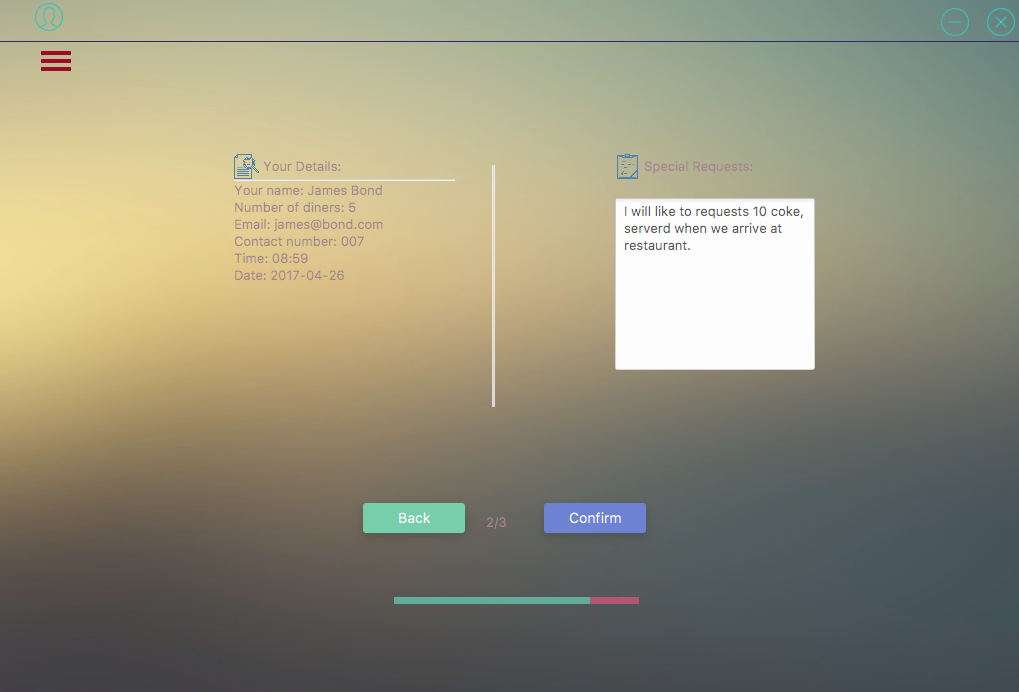 Your Details:
Your name: James Bond
Number of diners: 5
Email: james@bond.com
Contact number: 007
Time: 08:59
Date: 2017-04-26
Special Requests:
I will like to requests 10 coke,
serverd when we arrive at
restaurant.
Back
2/3
Confirm